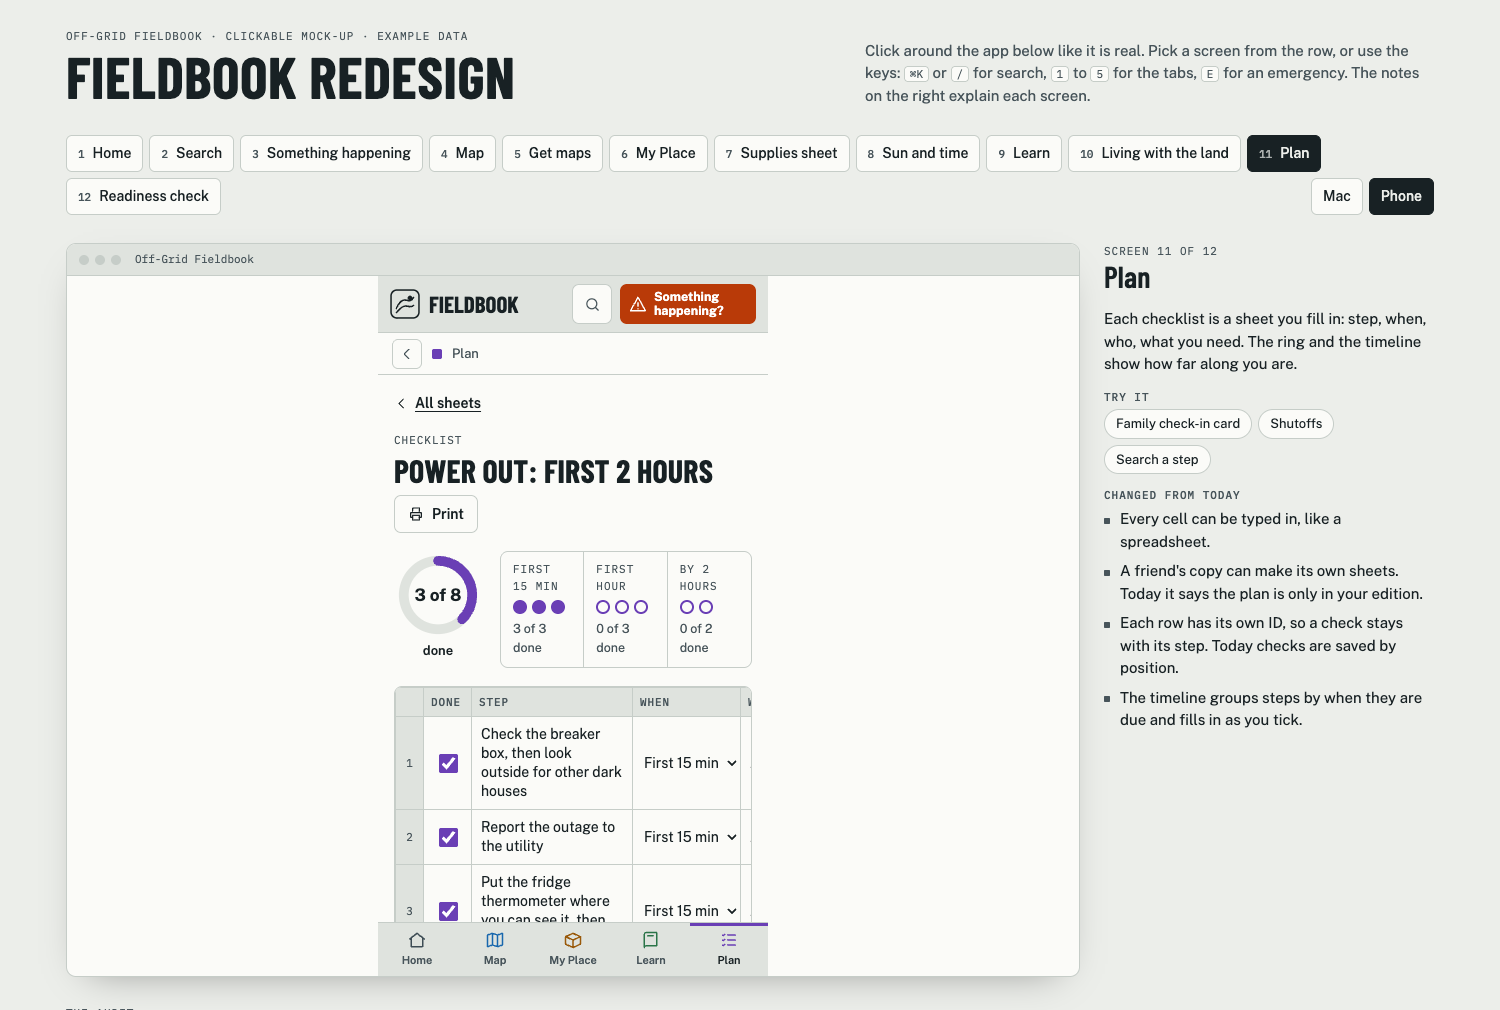 OFF-GRID FIELDBOOK · CLICKABLE MOCK-UP · EXAMPLE DATA
FIELDBOOK REDESIGN
Click around the app below like it is real. Pick a screen from the row, or use the
keys: ⌘K or / for search, 1 to 5 for the tabs, E for an emergency. The notes
on the right explain each screen.
1 Home
2 Search
3 Something happening
4 Map
5 Get maps
6 My Place
7 Supplies sheet
8 Sun and time
9 Learn
10 Living with the land
11 Plan
12 Readiness check
Mac
Phone
Off-Grid Fieldbook
FIELDBOOK
Something
happening?
Plan
All sheets
CHECKLIST
POWER OUT: FIRST 2 HOURS
Print
3 of 8
done
FIRST
15 MIN
3 of 3
done
FIRST
HOUR
0 of 3
done
BY 2
HOURS
0 of 2
done
DONE STEP WHEN
1 Check the breaker
box, then look
outside for other dark
houses
First 15 min
2 Report the outage to
the utility
First 15 min
3 Put the fridge
thermometer where
you can see it, then
First 15 min
Home
Map
My Place
Learn
Plan
SCREEN 11 OF 12
Plan
Each checklist is a sheet you fill in: step, when,
who, what you need. The ring and the timeline
show how far along you are.
TRY IT
Family check-in card
Shutoffs
Search a step
CHANGED FROM TODAY
Every cell can be typed in, like a
spreadsheet.
A friend's copy can make its own sheets.
Today it says the plan is only in your edition.
Each row has its own ID, so a check stays
with its step. Today checks are saved by
position.
The timeline groups steps by when they are
due and fills in as you tick.